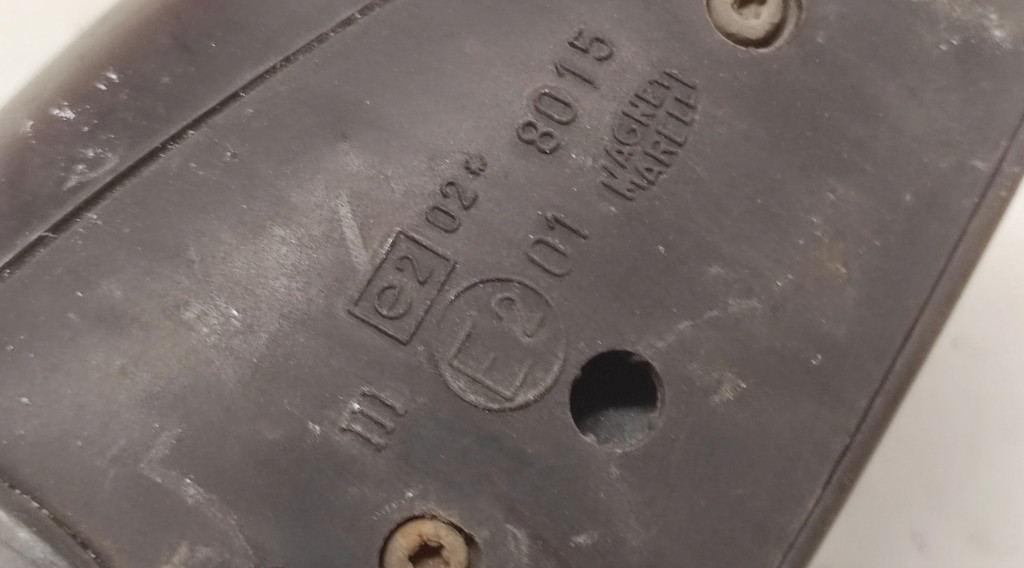 III
e2 02*
E2 01
8015
MAGNETI
MARELLI